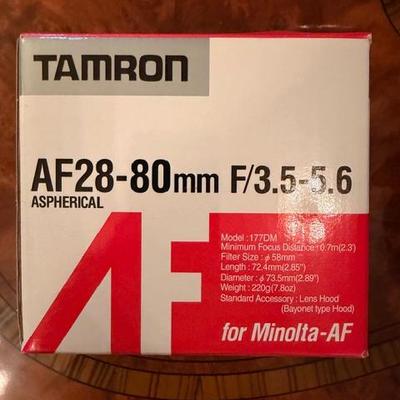 TAMRON
AF28-80mm F/3.5-5.6
ASPHERICAL
AF
Model : 177DM
Minimum Focus Distance : 0.7m(2.3')
Filter Size : φ58mm
Length : 72.4mm(2.85")
Diameter : φ73.5mm(2.89")
Weight : 220g(7.8oz)
Standard Accessory : Lens Hood
(Bayonet type Hood)
for Minolta-AF